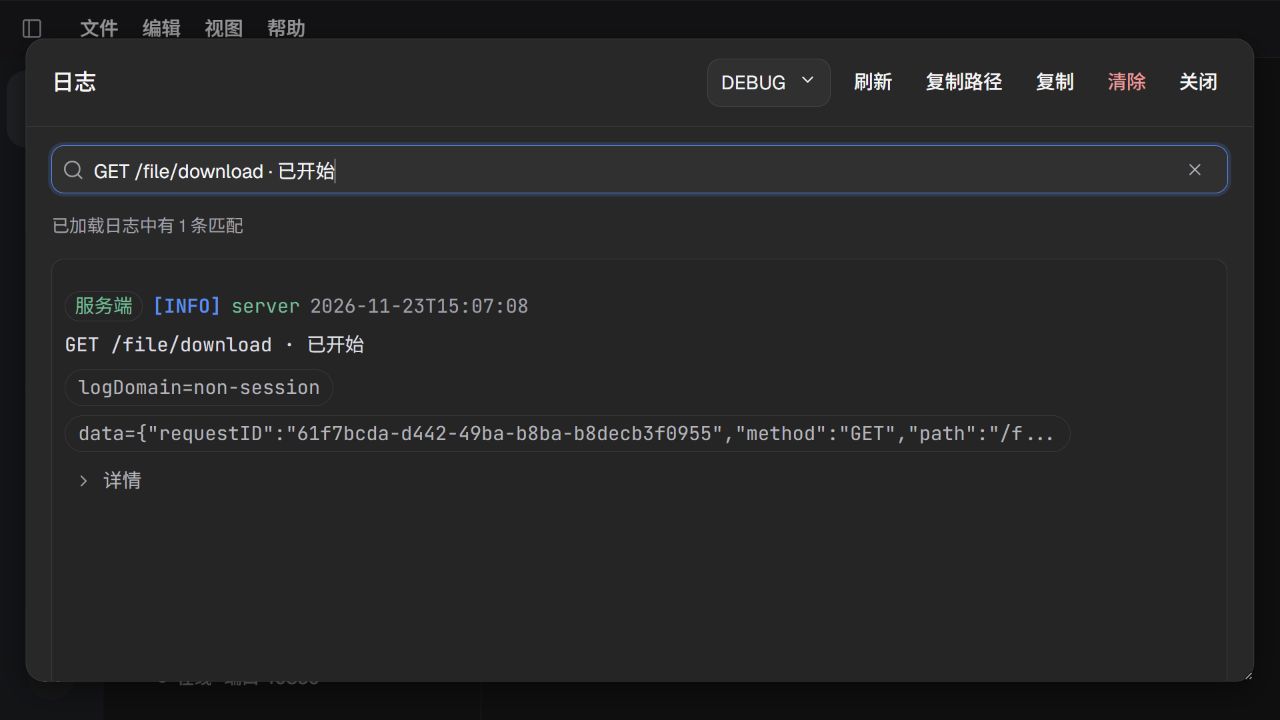 文件 编辑 视图 帮助
日志 DEBUG 刷新 复制路径 复制 清除 关闭
GET /file/download · 已开始
已加载日志中有 1 条匹配
服务端 [INFO] server 2026-11-23T15:07:08
GET /file/download · 已开始
logDomain=non-session
data={"requestID":"61f7bcda-d442-49ba-b8ba-b8decb3f0955","method":"GET","path":"/f...
详情